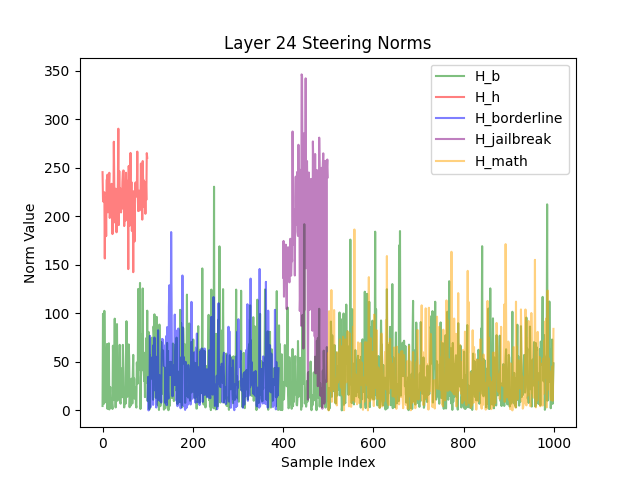 Layer 24 Steering Norms
H_b
H_h
H_borderline
H_jailbreak
H_math
Norm Value
350
300
250
200
150
100
50
0
0
200
400
600
800
1000
Sample Index